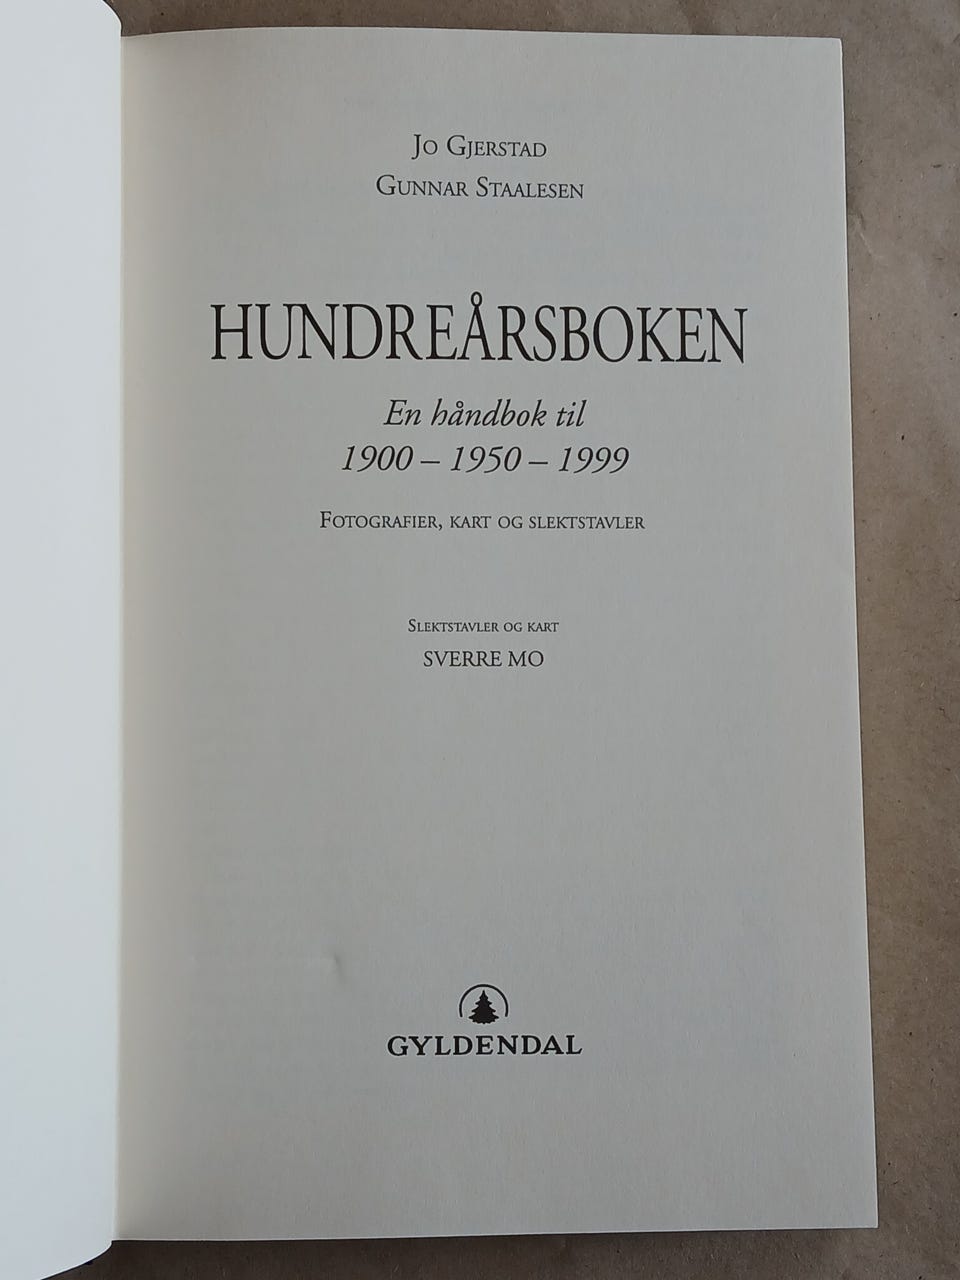 Jo Gjerstad
Gunnar Staalesen
HUNDREÅRSBOKEN
En håndbok til
1900 – 1950 – 1999
Fotografier, kart og slektstavler
Slektstavler og kart
SVERRE MO
GYLDENDAL